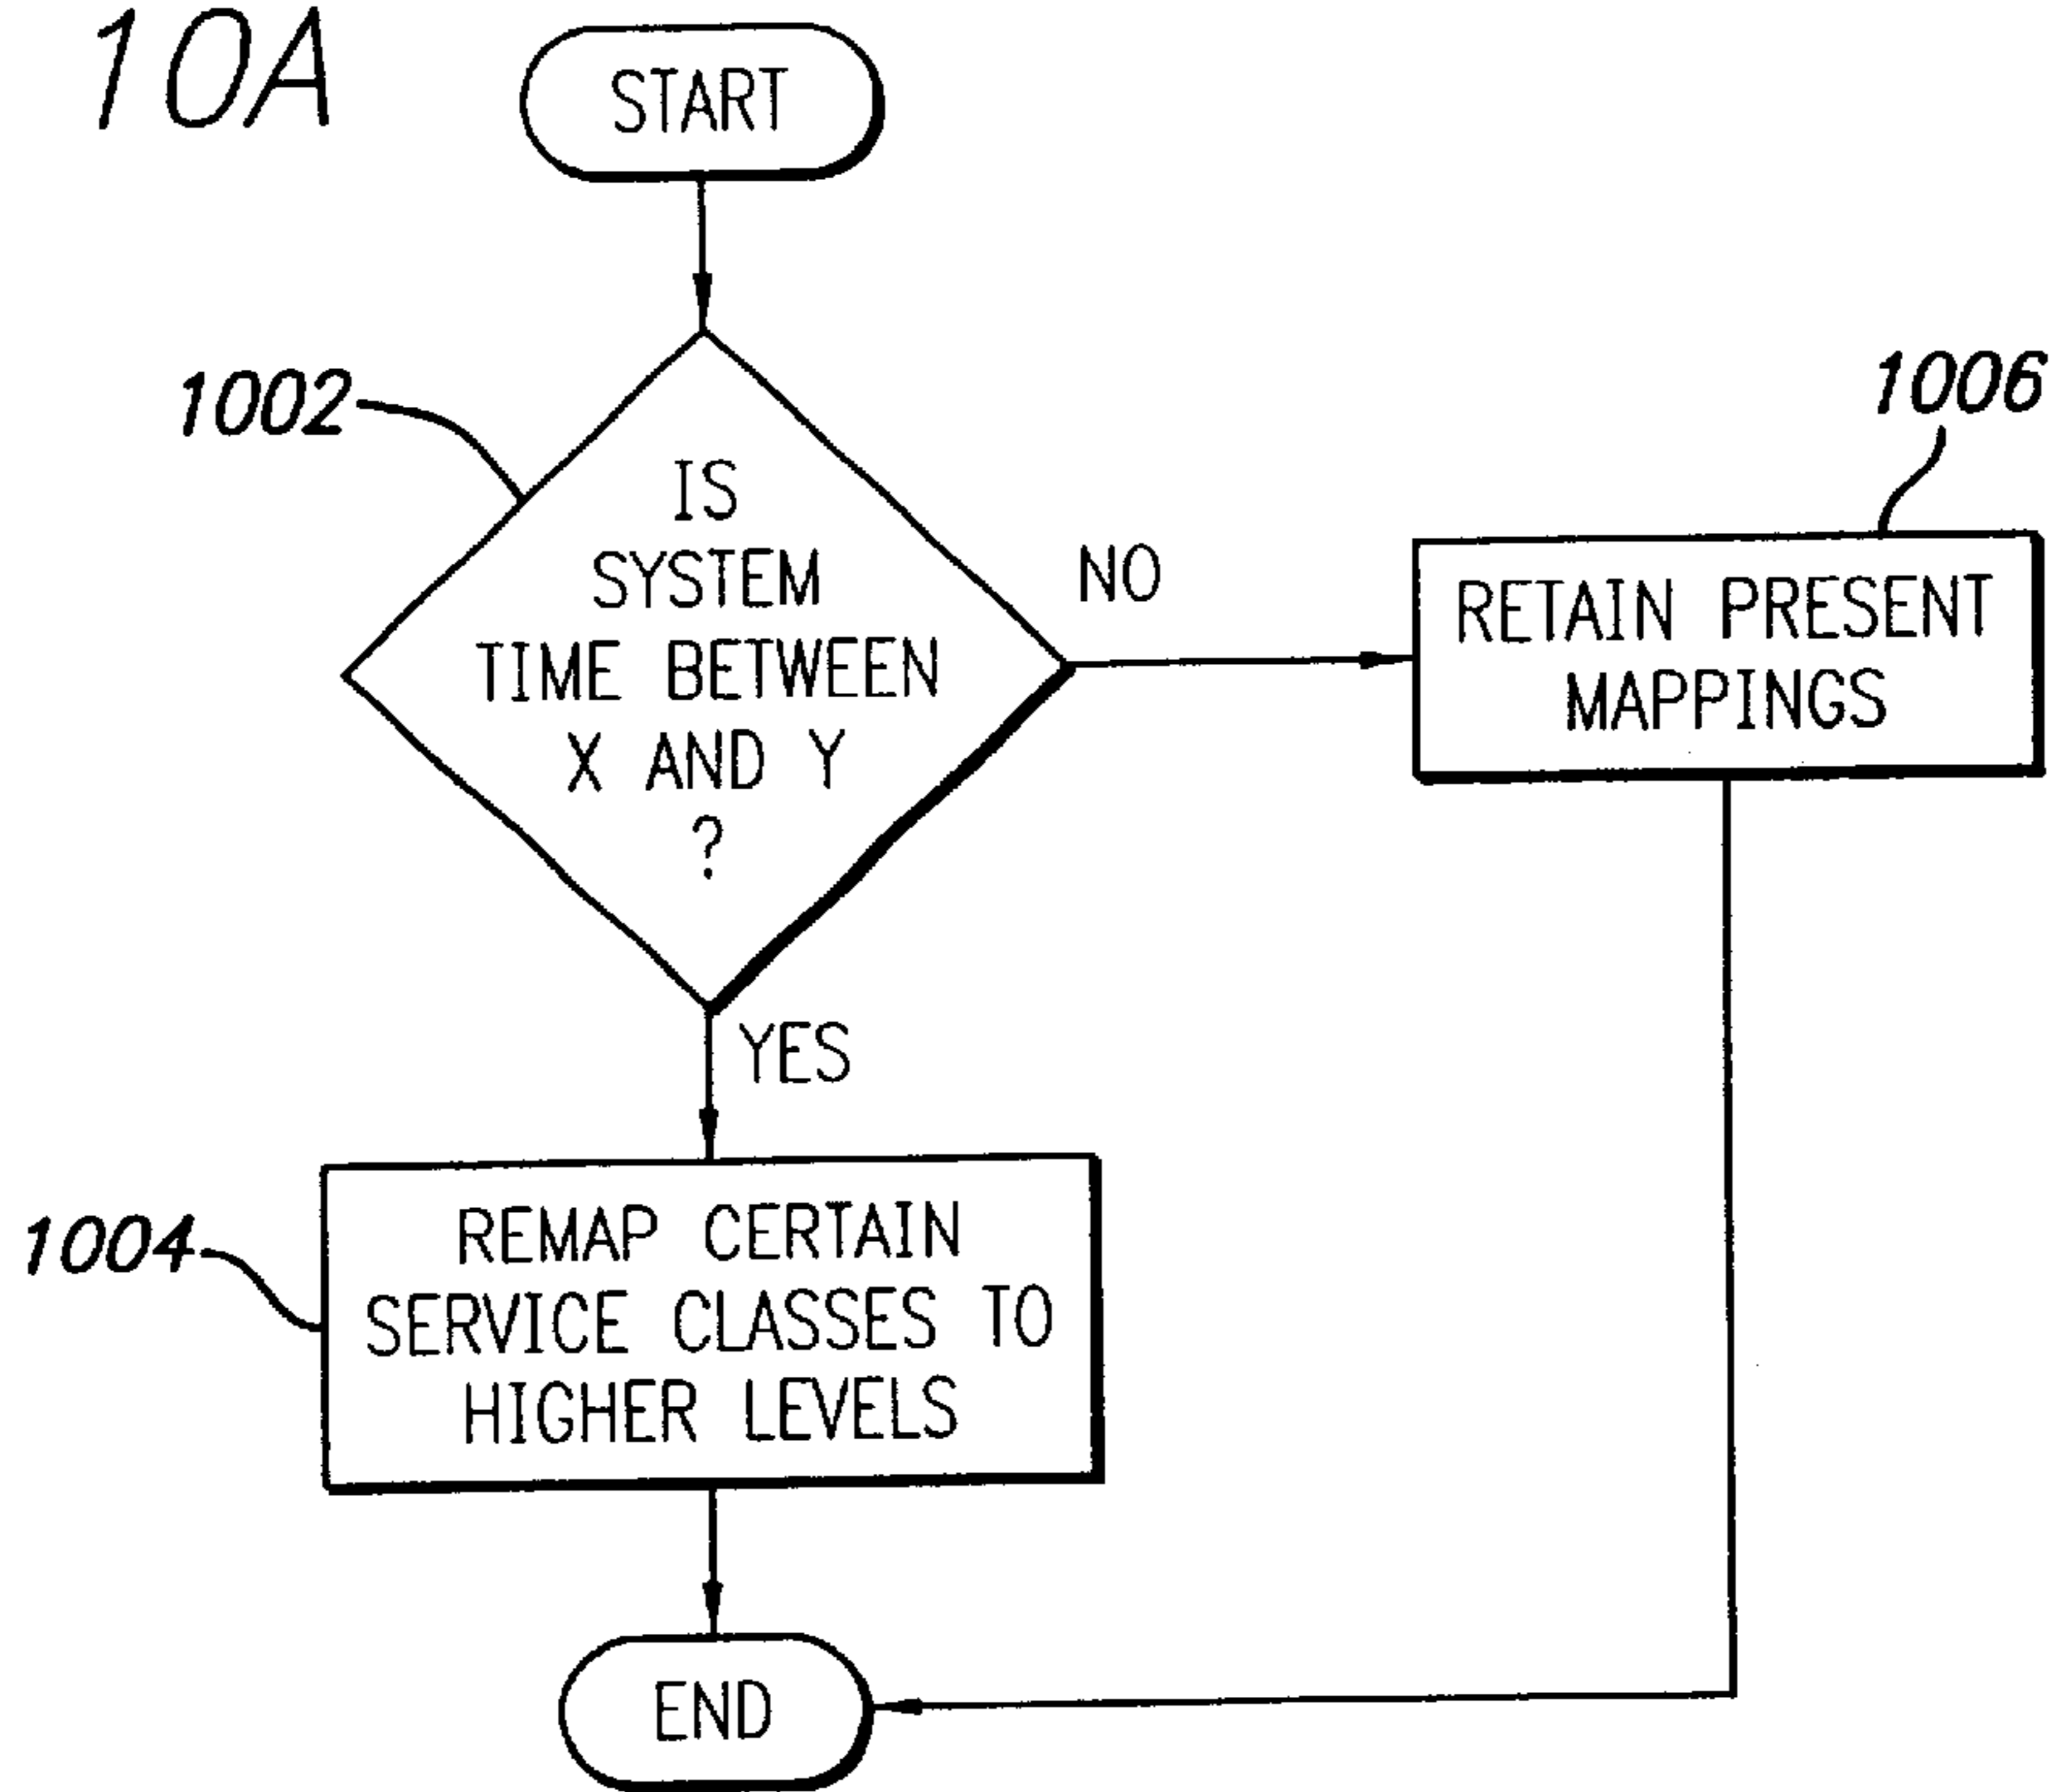 10A
START
1002
IS
SYSTEM
TIME BETWEEN
X AND Y
?
NO
1006
RETAIN PRESENT
MAPPINGS
YES
1004
REMAP CERTAIN
SERVICE CLASSES TO
HIGHER LEVELS
END